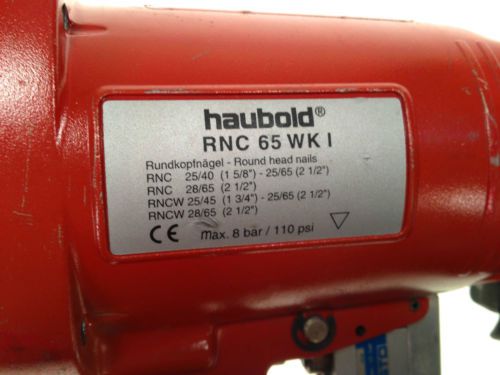 haubold®
RNC 65 WK I
Rundkopfnägel - Round head nails
RNC 25/40 (1 5/8") - 25/65 (2 1/2")
RNC 28/65 (2 1/2")
RNCW 25/45 (1 3/4") - 25/65 (2 1/2")
RNCW 28/65 (2 1/2")
CE max. 8 bar / 110 psi